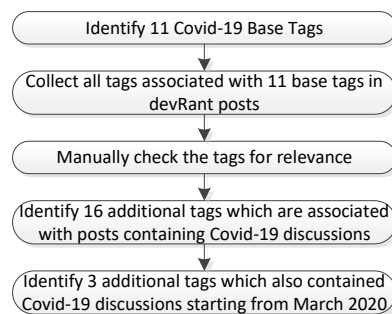 Identify 11 Covid-19 Base Tags
Collect all tags associated with 11 base tags in
devRant posts
Manually check the tags for relevance
Identify 16 additional tags which are associated
with posts containing Covid-19 discussions
Identify 3 additional tags which also contained
Covid-19 discussions starting from March 2020